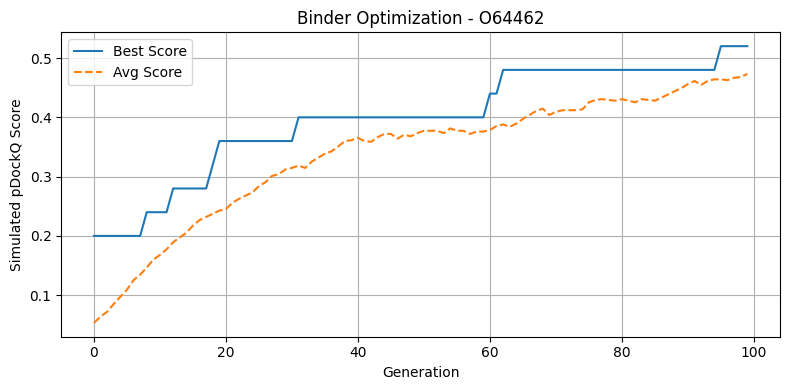 Binder Optimization - O64462
Best Score
Avg Score
0.5
0.4
0.3
0.2
0.1
Simulated pDockQ Score
0
20
40
60
80
100
Generation